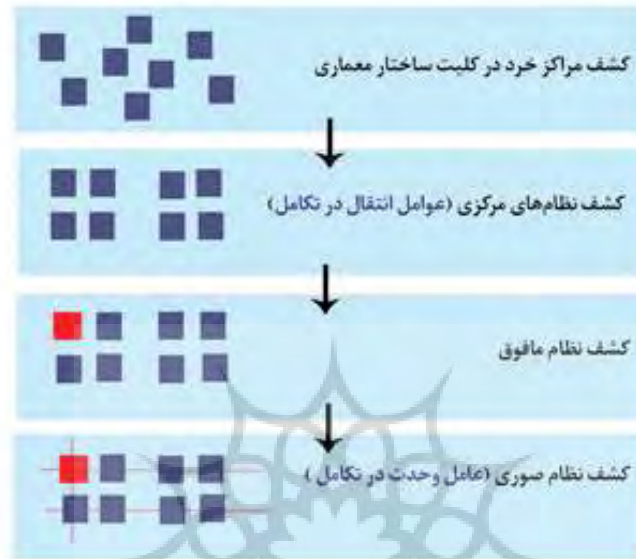 کشف مراکز خرد در کلیت ساختار معماری
کشف نظام‌های مرکزی (عوامل انتقال در تکامل)
کشف نظام مافوق
کشف نظام صوری (عامل وحدت در تکامل )